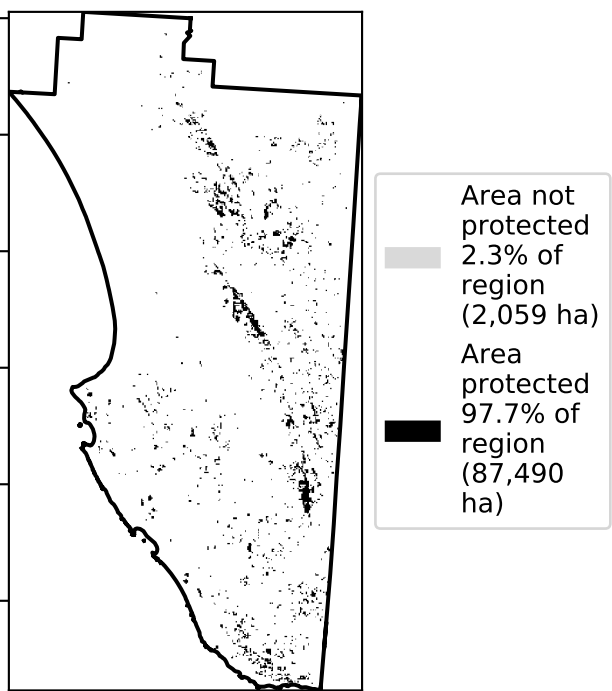 Area not
protected
2.3% of
region
(2,059 ha)
Area
protected
97.7% of
region
(87,490
ha)